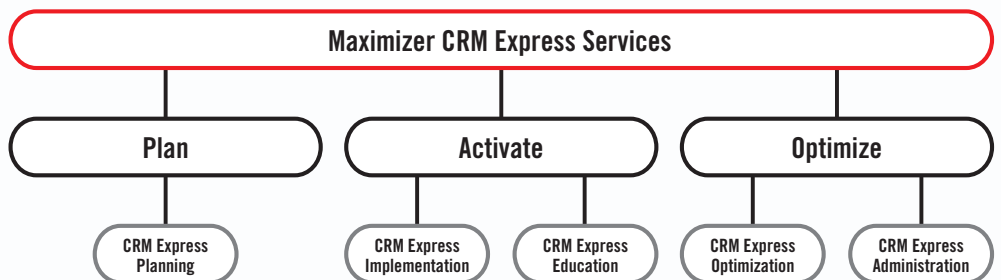 Maximizer CRM Express Services
Plan
Activate
Optimize
CRM Express
Planning
CRM Express
Implementation
CRM Express
Education
CRM Express
Optimization
CRM Express
Administration